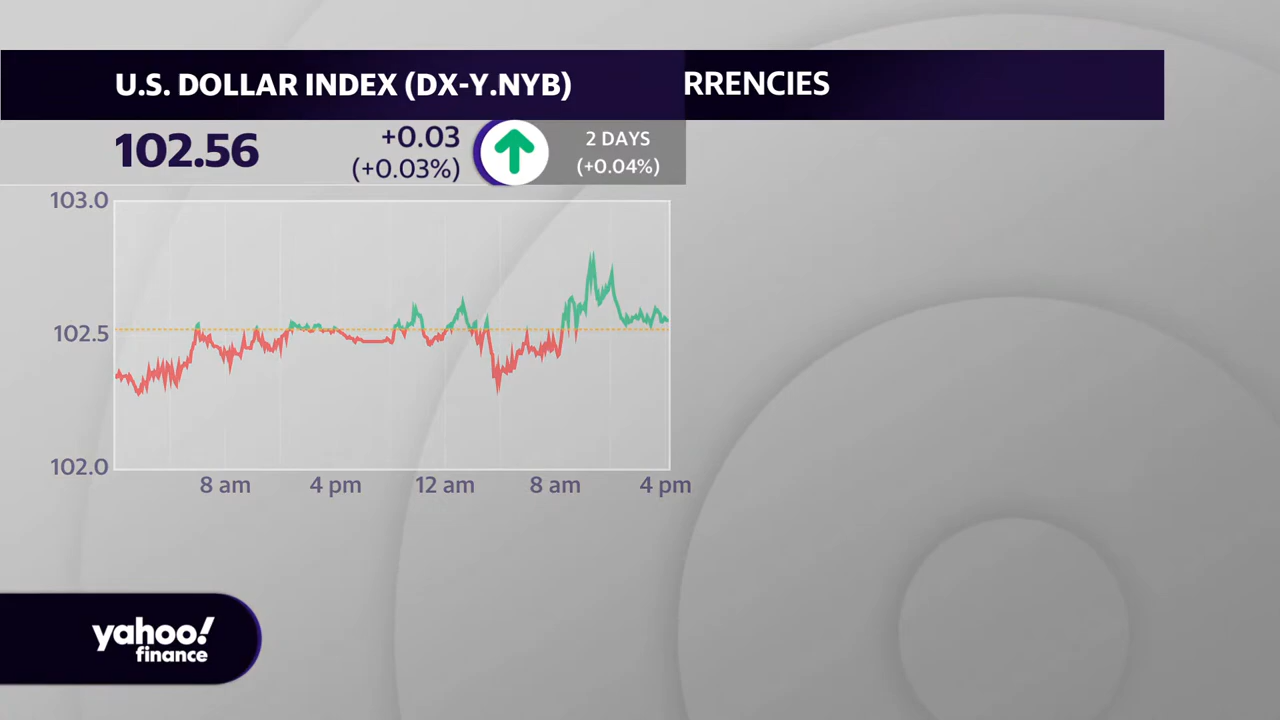 U.S. DOLLAR INDEX (DX-Y.NYB)
RRENCIES
102.56
+0.03
(+0.03%)
2 DAYS
(+0.04%)
103.0
102.5
102.0
8 am 4 pm 12 am 8 am 4 pm
yahoo!
finance